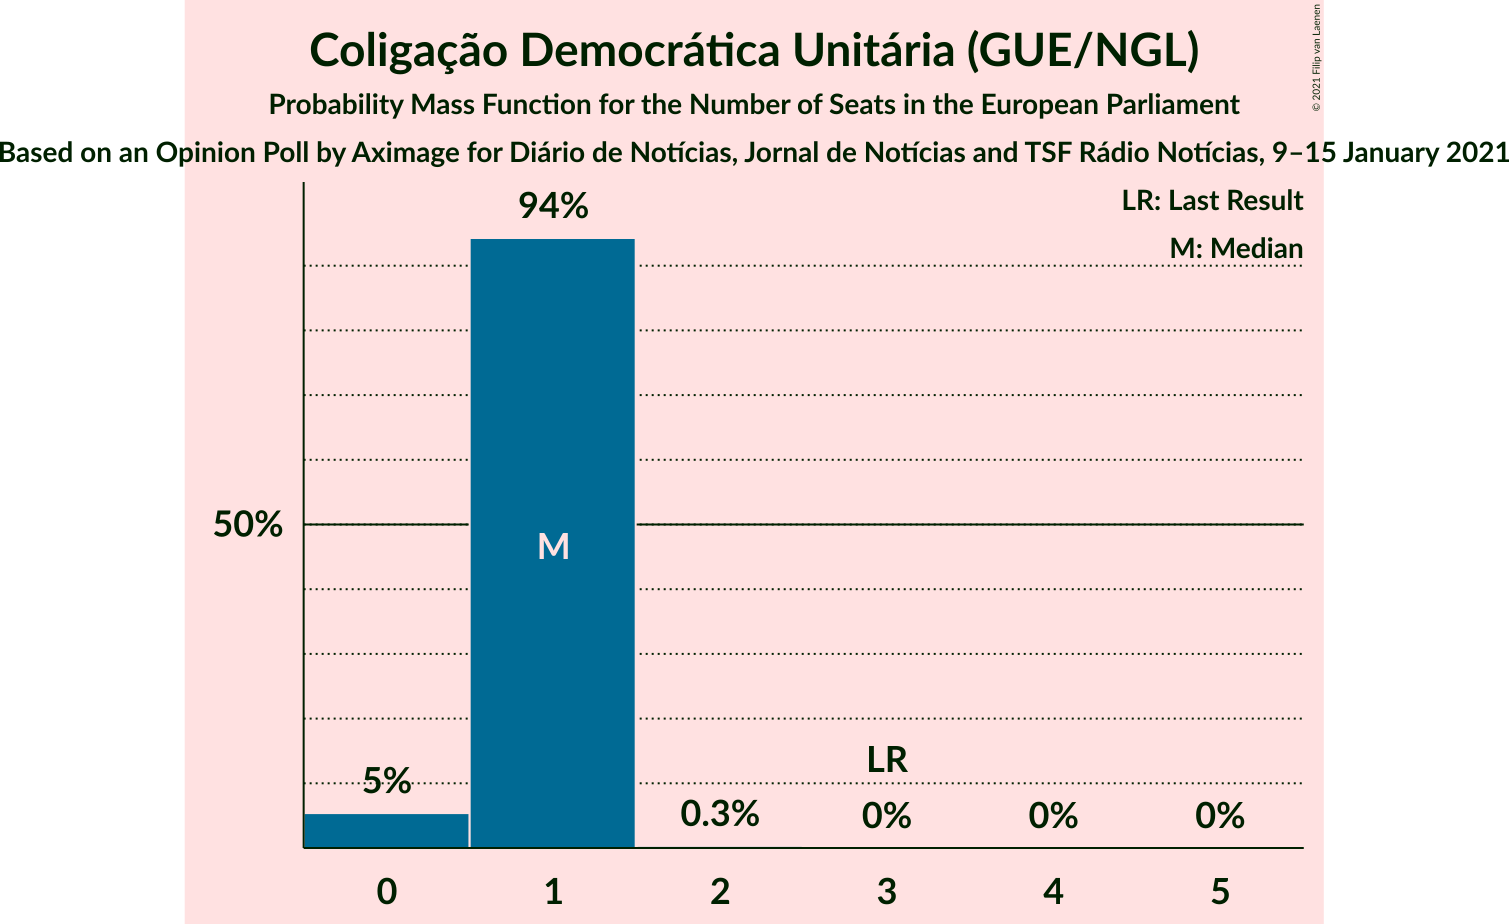 Coligação Democrática Unitária (GUE/NGL)
Probability Mass Function for the Number of Seats in the European Parliament
Based on an Opinion Poll by Aximage for Diário de Notícias, Jornal de Notícias and TSF Rádio Notícias, 9–15 January 2021
© 2021 Filip van Laenen
LR: Last Result
M: Median
94%
50%
M
5%
LR
0.3%
0%
0%
0%
0 1 2 3 4 5